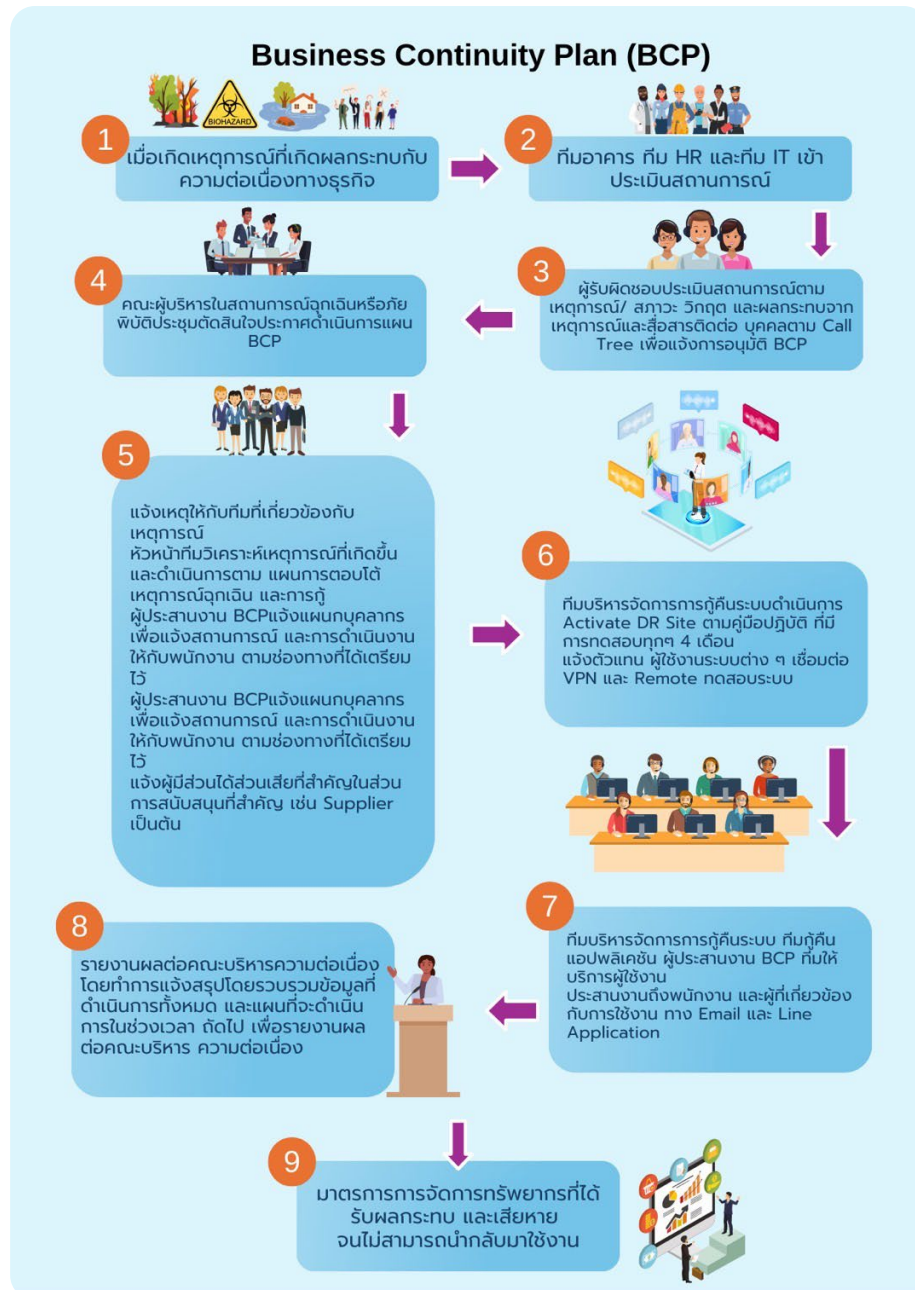 Business Continuity Plan (BCP)
BIOHAZARD
1
เมื่อเกิดเหตุการณ์ที่เกิดผลกระทบกับ
ความต่อเนื่องทางธุรกิจ
2
ทีมอาคาร ทีม HR และทีม IT เข้า
ประเมินสถานการณ์
3
ผู้รับผิดชอบประเมินสถานการณ์ตาม
เหตุการณ์/ สภาวะ วิกฤต และผลกระทบจาก
เหตุการณ์และสื่อสารติดต่อ บุคคลตาม Call
Tree เพื่อแจ้งการอนุมัติ BCP
4
คณะผู้บริหารในสถานการณ์ฉุกเฉินหรือภัย
พิบัติประชุมตัดสินใจประกาศดำเนินการแผน
BCP
5
แจ้งเหตุให้กับทีมที่เกี่ยวข้องกับ
เหตุการณ์
หัวหน้าทีมวิเคราะห์เหตุการณ์ที่เกิดขึ้น
และดำเนินการตาม แผนการตอบโต้
เหตุการณ์ฉุกเฉิน และการกู้
ผู้ประสานงาน BCPแจ้งแผนกบุคลากร
เพื่อแจ้งสถานการณ์ และการดำเนินงาน
ให้กับพนักงาน ตามช่องทางที่ได้เตรียม
ไว้
ผู้ประสานงาน BCPแจ้งแผนกบุคลากร
เพื่อแจ้งสถานการณ์ และการดำเนินงาน
ให้กับพนักงาน ตามช่องทางที่ได้เตรียม
ไว้
แจ้งผู้มีส่วนได้ส่วนเสียที่สำคัญในส่วน
การสนับสนุนที่สำคัญ เช่น Supplier
เป็นต้น
6
ทีมบริหารจัดการการกู้คืนระบบดำเนินการ
Activate DR Site ตามคู่มือปฏิบัติ ที่มี
การทดสอบทุกๆ 4 เดือน
แจ้งตัวแทน ผู้ใช้งานระบบต่าง ๆ เชื่อมต่อ
VPN และ Remote ทดสอบระบบ
7
ทีมบริหารจัดการการกู้คืนระบบ ทีมกู้คืน
แอปพลิเคชัน ผู้ประสานงาน BCP ทีมให้
บริการผู้ใช้งาน
ประสานงานถึงพนักงาน และผู้ที่เกี่ยวข้อง
กับการใช้งาน ทาง Email และ Line
Application
8
รายงานผลต่อคณะบริหารความต่อเนื่อง
โดยทำการแจ้งสรุปโดยรวบรวมข้อมูลที่
ดำเนินการทั้งหมด และแผนที่จะดำเนิน
การในช่วงเวลา ถัดไป เพื่อรายงานผล
ต่อคณะบริหาร ความต่อเนื่อง
9
มาตรการการจัดการทรัพยากรที่ได้
รับผลกระทบ และเสียหาย
จนไม่สามารถนำกลับมาใช้งาน